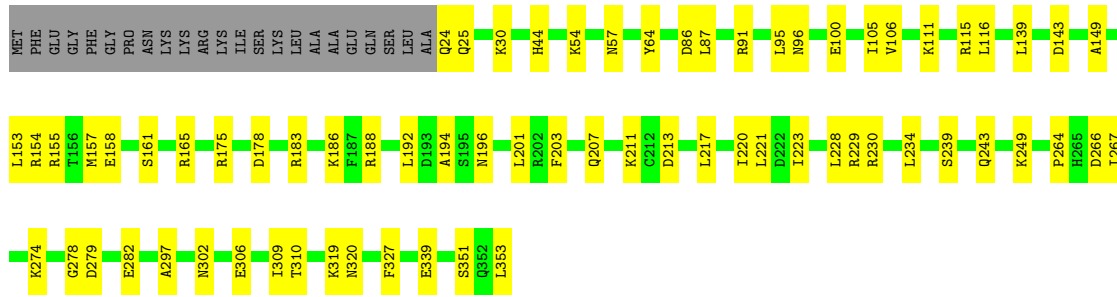 MET PHE GLU GLY MET PHE GLY PRO ASN LYS LYS ARG LYS ILE SER LYS LEU ALA ALA GLU GLN SER LEU ALA Q24 Q25 K30 H44 K54 N57 Y64 D86 L87 R91 L95 N96 E100 I105 V106 K111 R115 L116 L139 D143 A149
L153 R154 R155 T156 M157 E158 S161 R165 R175 D178 R183 K186 F187 R188 L192 D193 A194 S195 N196 L201 R202 F203 Q207 K211 C212 D213 L217 I220 L221 D222 I223 L228 R229 R230 L234 S239 Q243 K249 P264 H265 D266 I267
K274 G278 D279 E282 A297 N302 E306 I309 T310 K319 N320 F327 E339 S351 Q352 L353